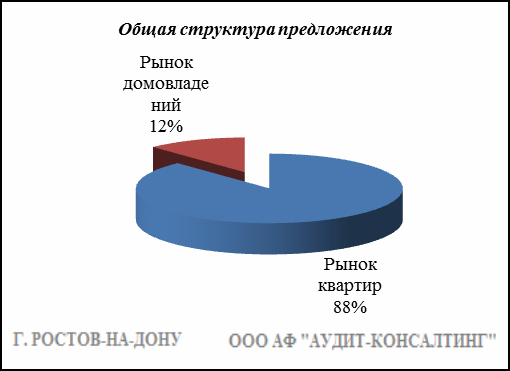 Общая структура предложения
Рынок
домовладе
ний
12%
Рынок
квартир
88%
Г. РОСТОВ-НА-ДОНУ
ООО АФ "АУДИТ-КОНСАЛТИНГ"